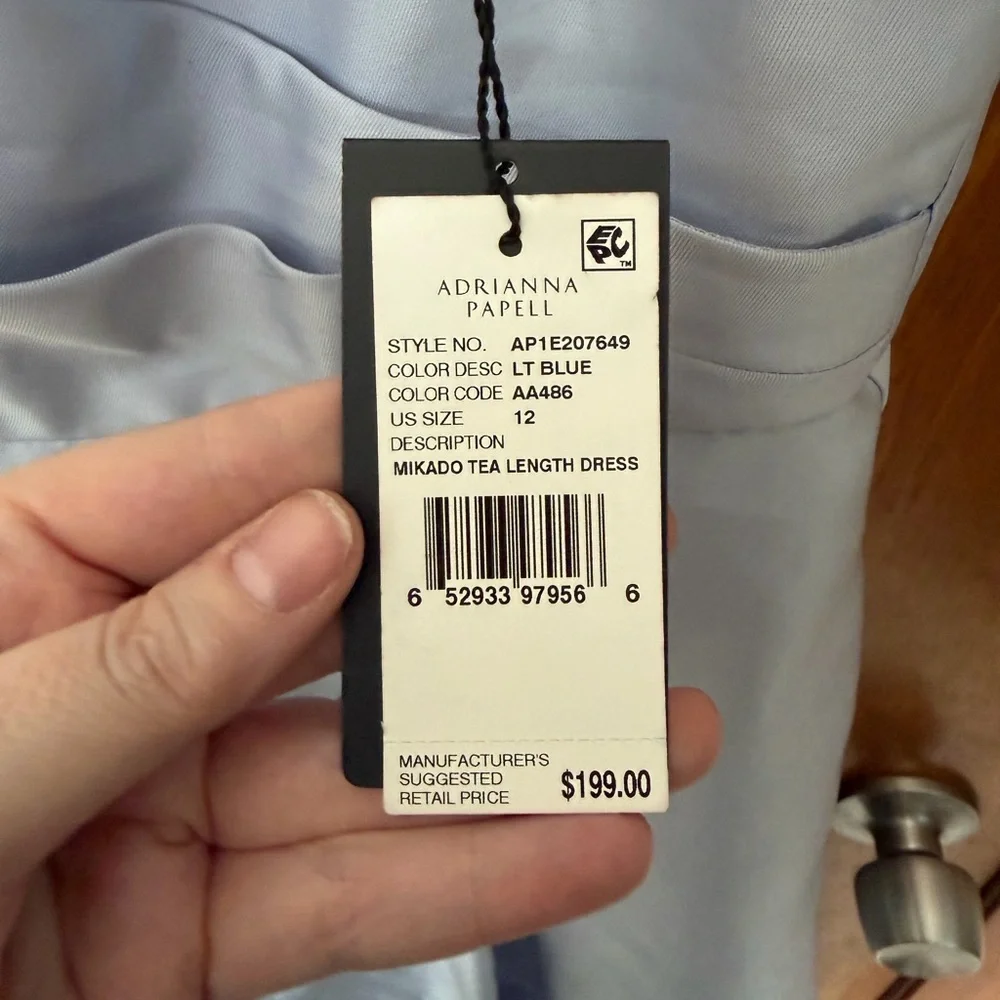 EPC
TM
ADRIANNA
PAPELL
STYLE NO. AP1E207649
COLOR DESC LT BLUE
COLOR CODE AA486
US SIZE 12
DESCRIPTION
MIKADO TEA LENGTH DRESS
6 52933 97956 6
MANUFACTURER'S
SUGGESTED
RETAIL PRICE $199.00